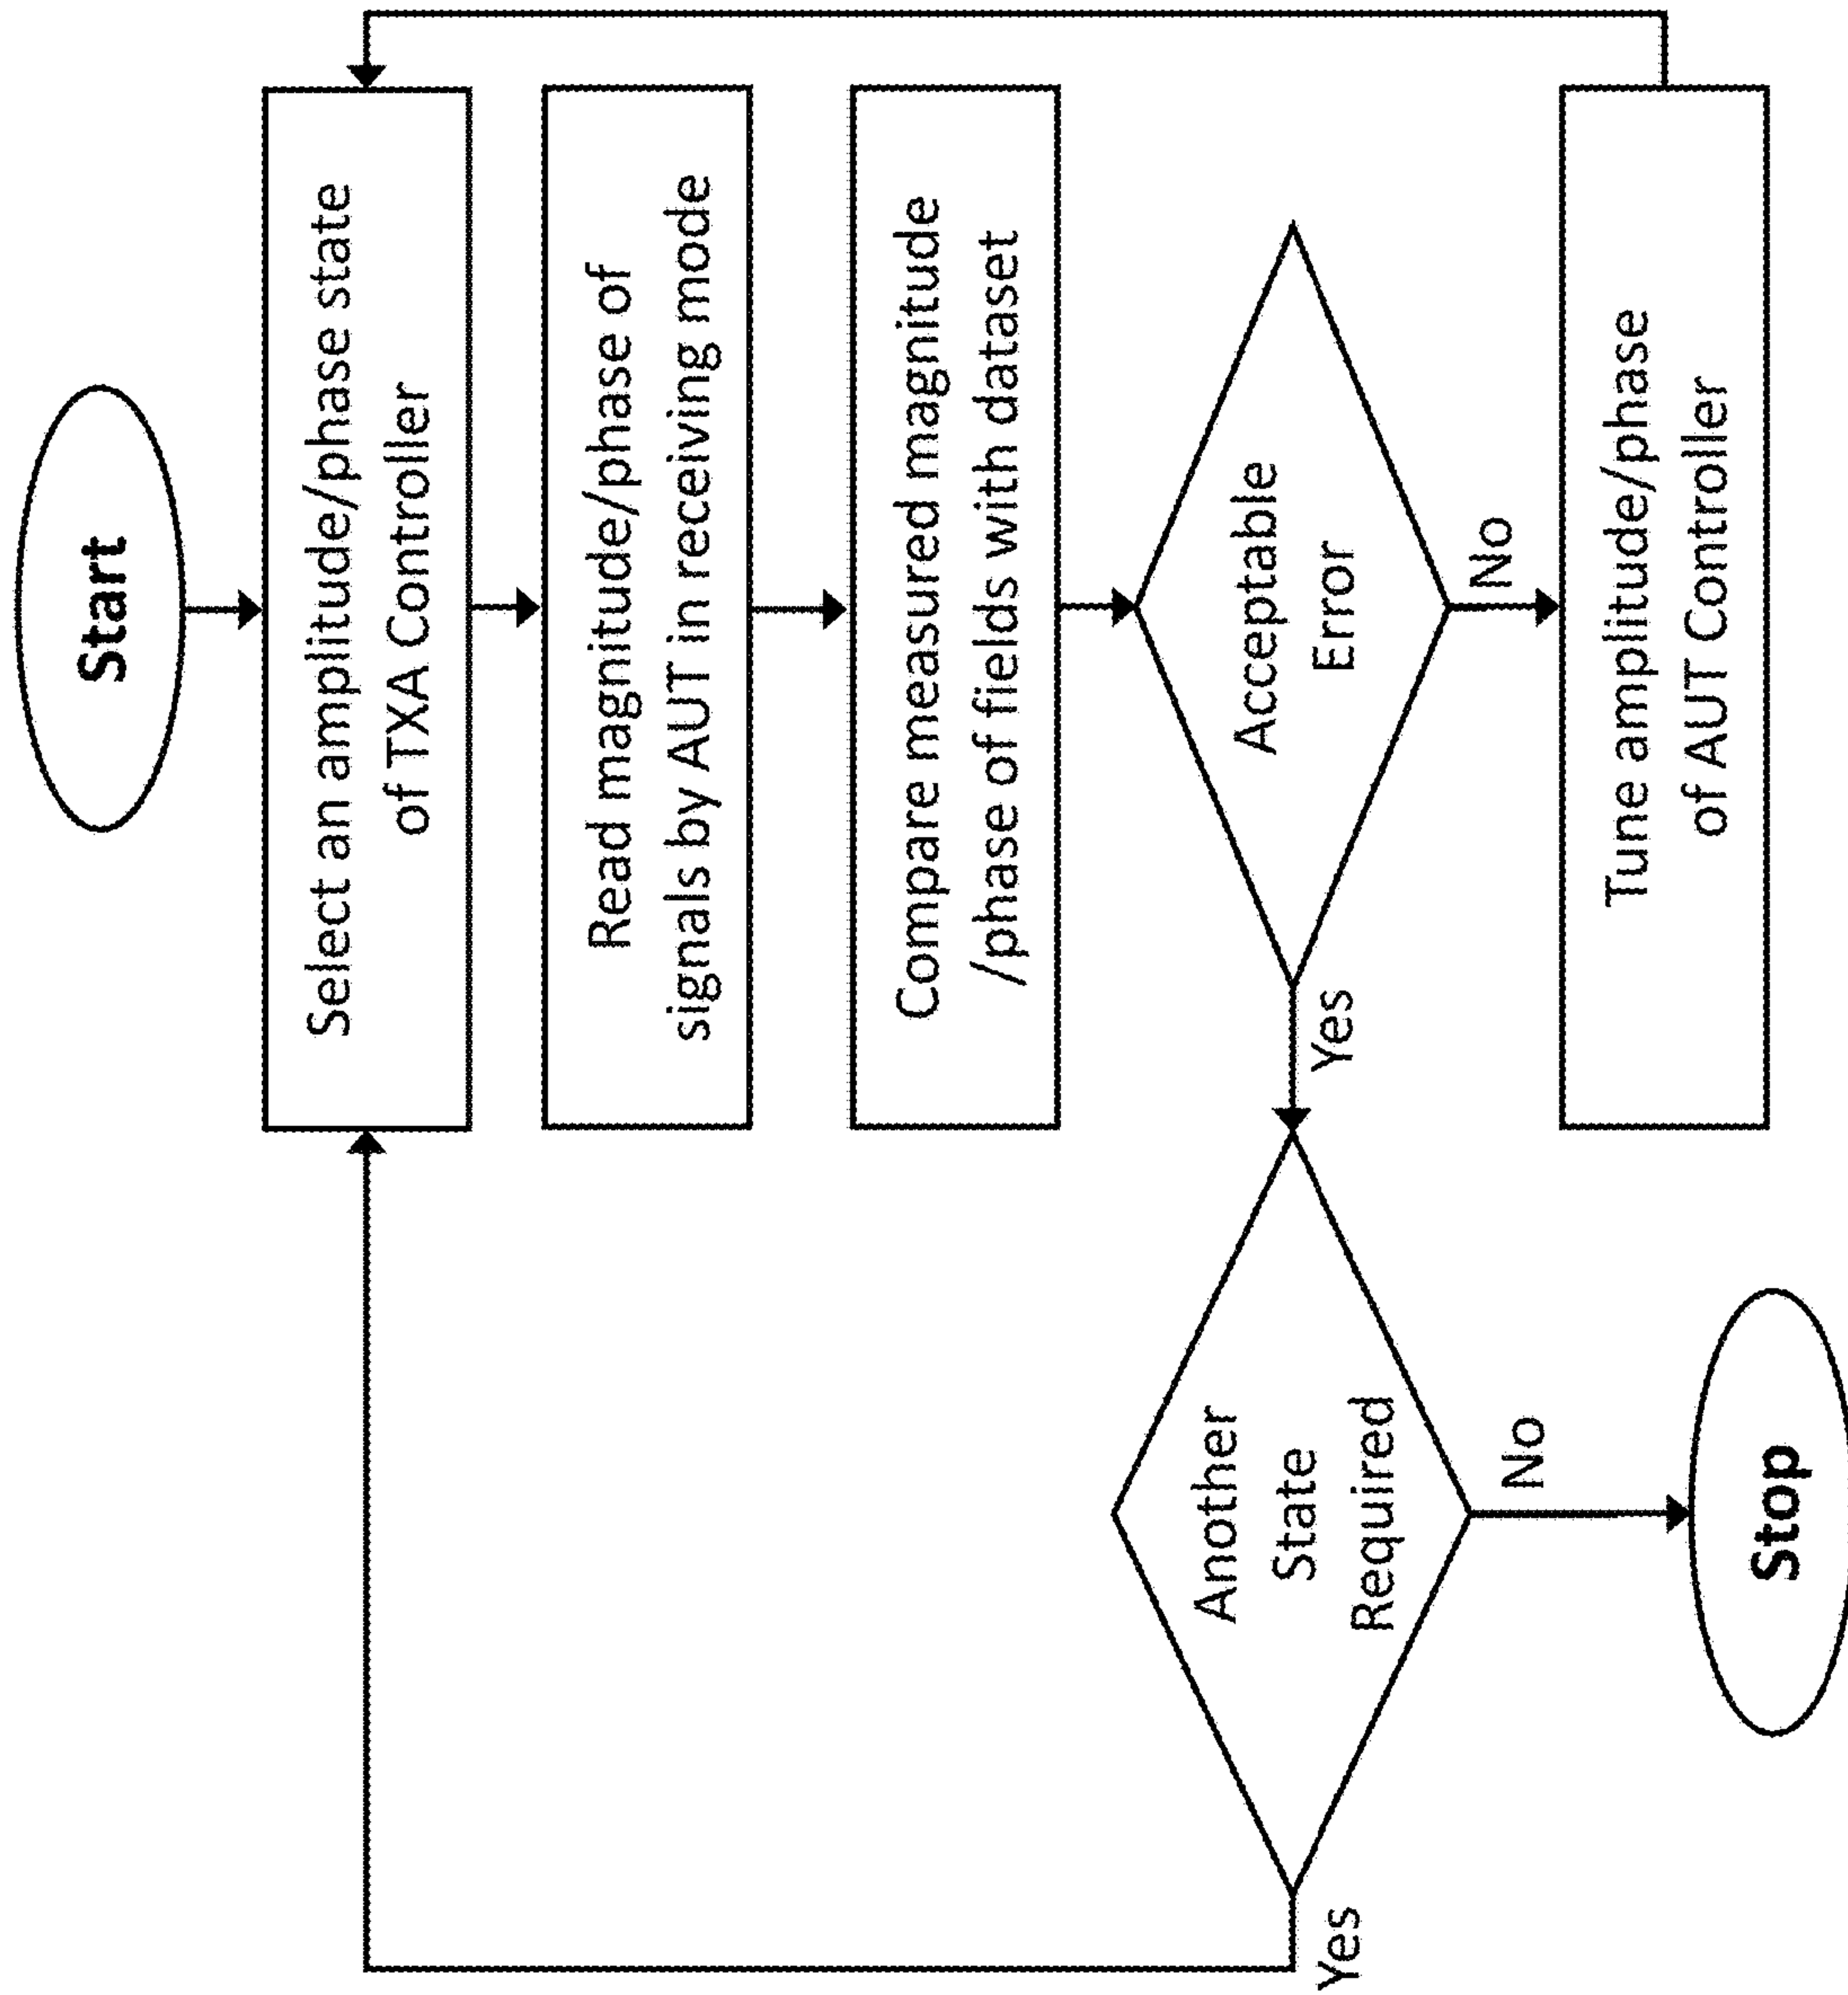 Start
Select an amplitude/phase state
of TXA Controller
Read magnitude/phase of
signals by AUT in receiving mode
Compare measured magnitude
/phase of fields with dataset
Acceptable
Error
Yes
No
Tune amplitude/phase
of AUT Controller
Another
State
Required
Yes
No
Stop